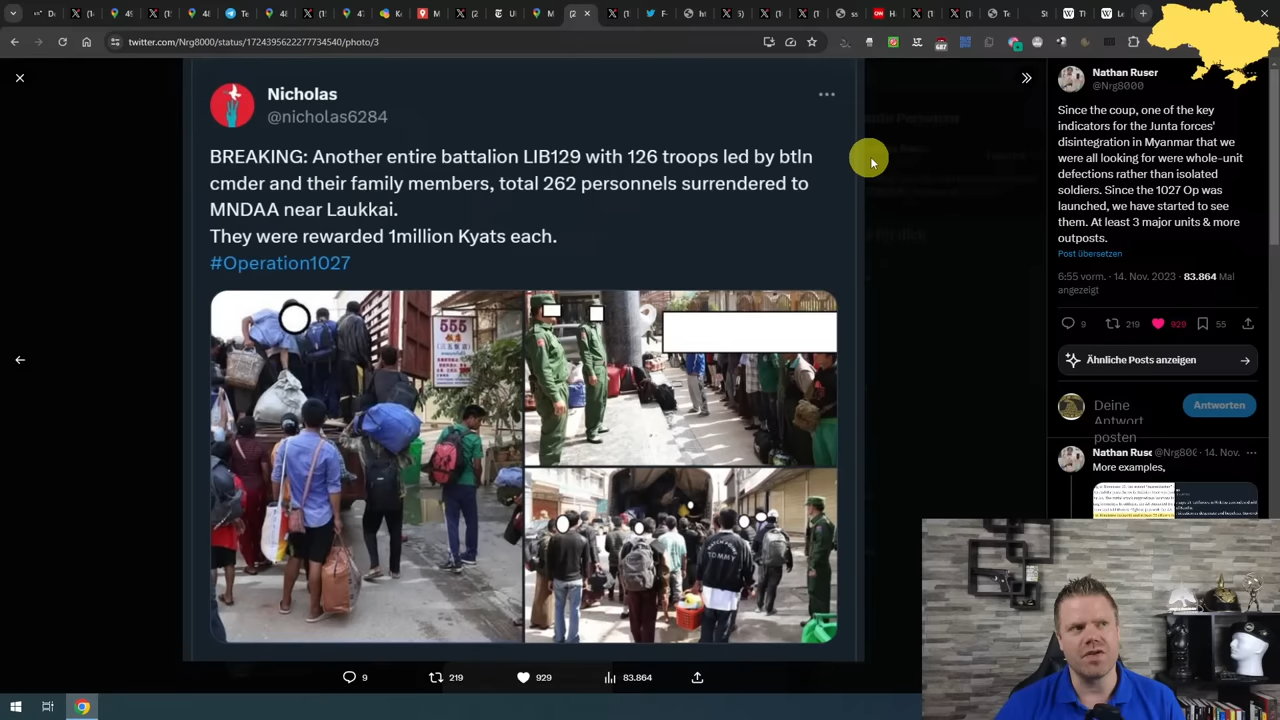 twitter.com/Nrg8000/status/1724395622277734540/photo/3
Nicholas
@nicholas6284
BREAKING: Another entire battalion LIB129 with 126 troops led by btln
cmder and their family members, total 262 personnels surrendered to
MNDAA near Laukkai.
They were rewarded 1million Kyats each.
#Operation1027
555
TOMMY
9
219
929
83.864
Nathan Ruser
@Nrg8000
Since the coup, one of the key
indicators for the Junta forces'
disintegration in Myanmar that we
were all looking for were whole-unit
defections rather than isolated
soldiers. Since the 1027 Op was
launched, we have started to see
them. At least 3 major units & more
outposts.
Post übersetzen
6:55 vorm. · 14. Nov. 2023 · 83.864 Mal
angezeigt
9
219
929
55
Ähnliche Posts anzeigen
Deine
Antwort
posten
Antworten
Nathan Ruse @Nrg800 · 14. Nov.
More examples,